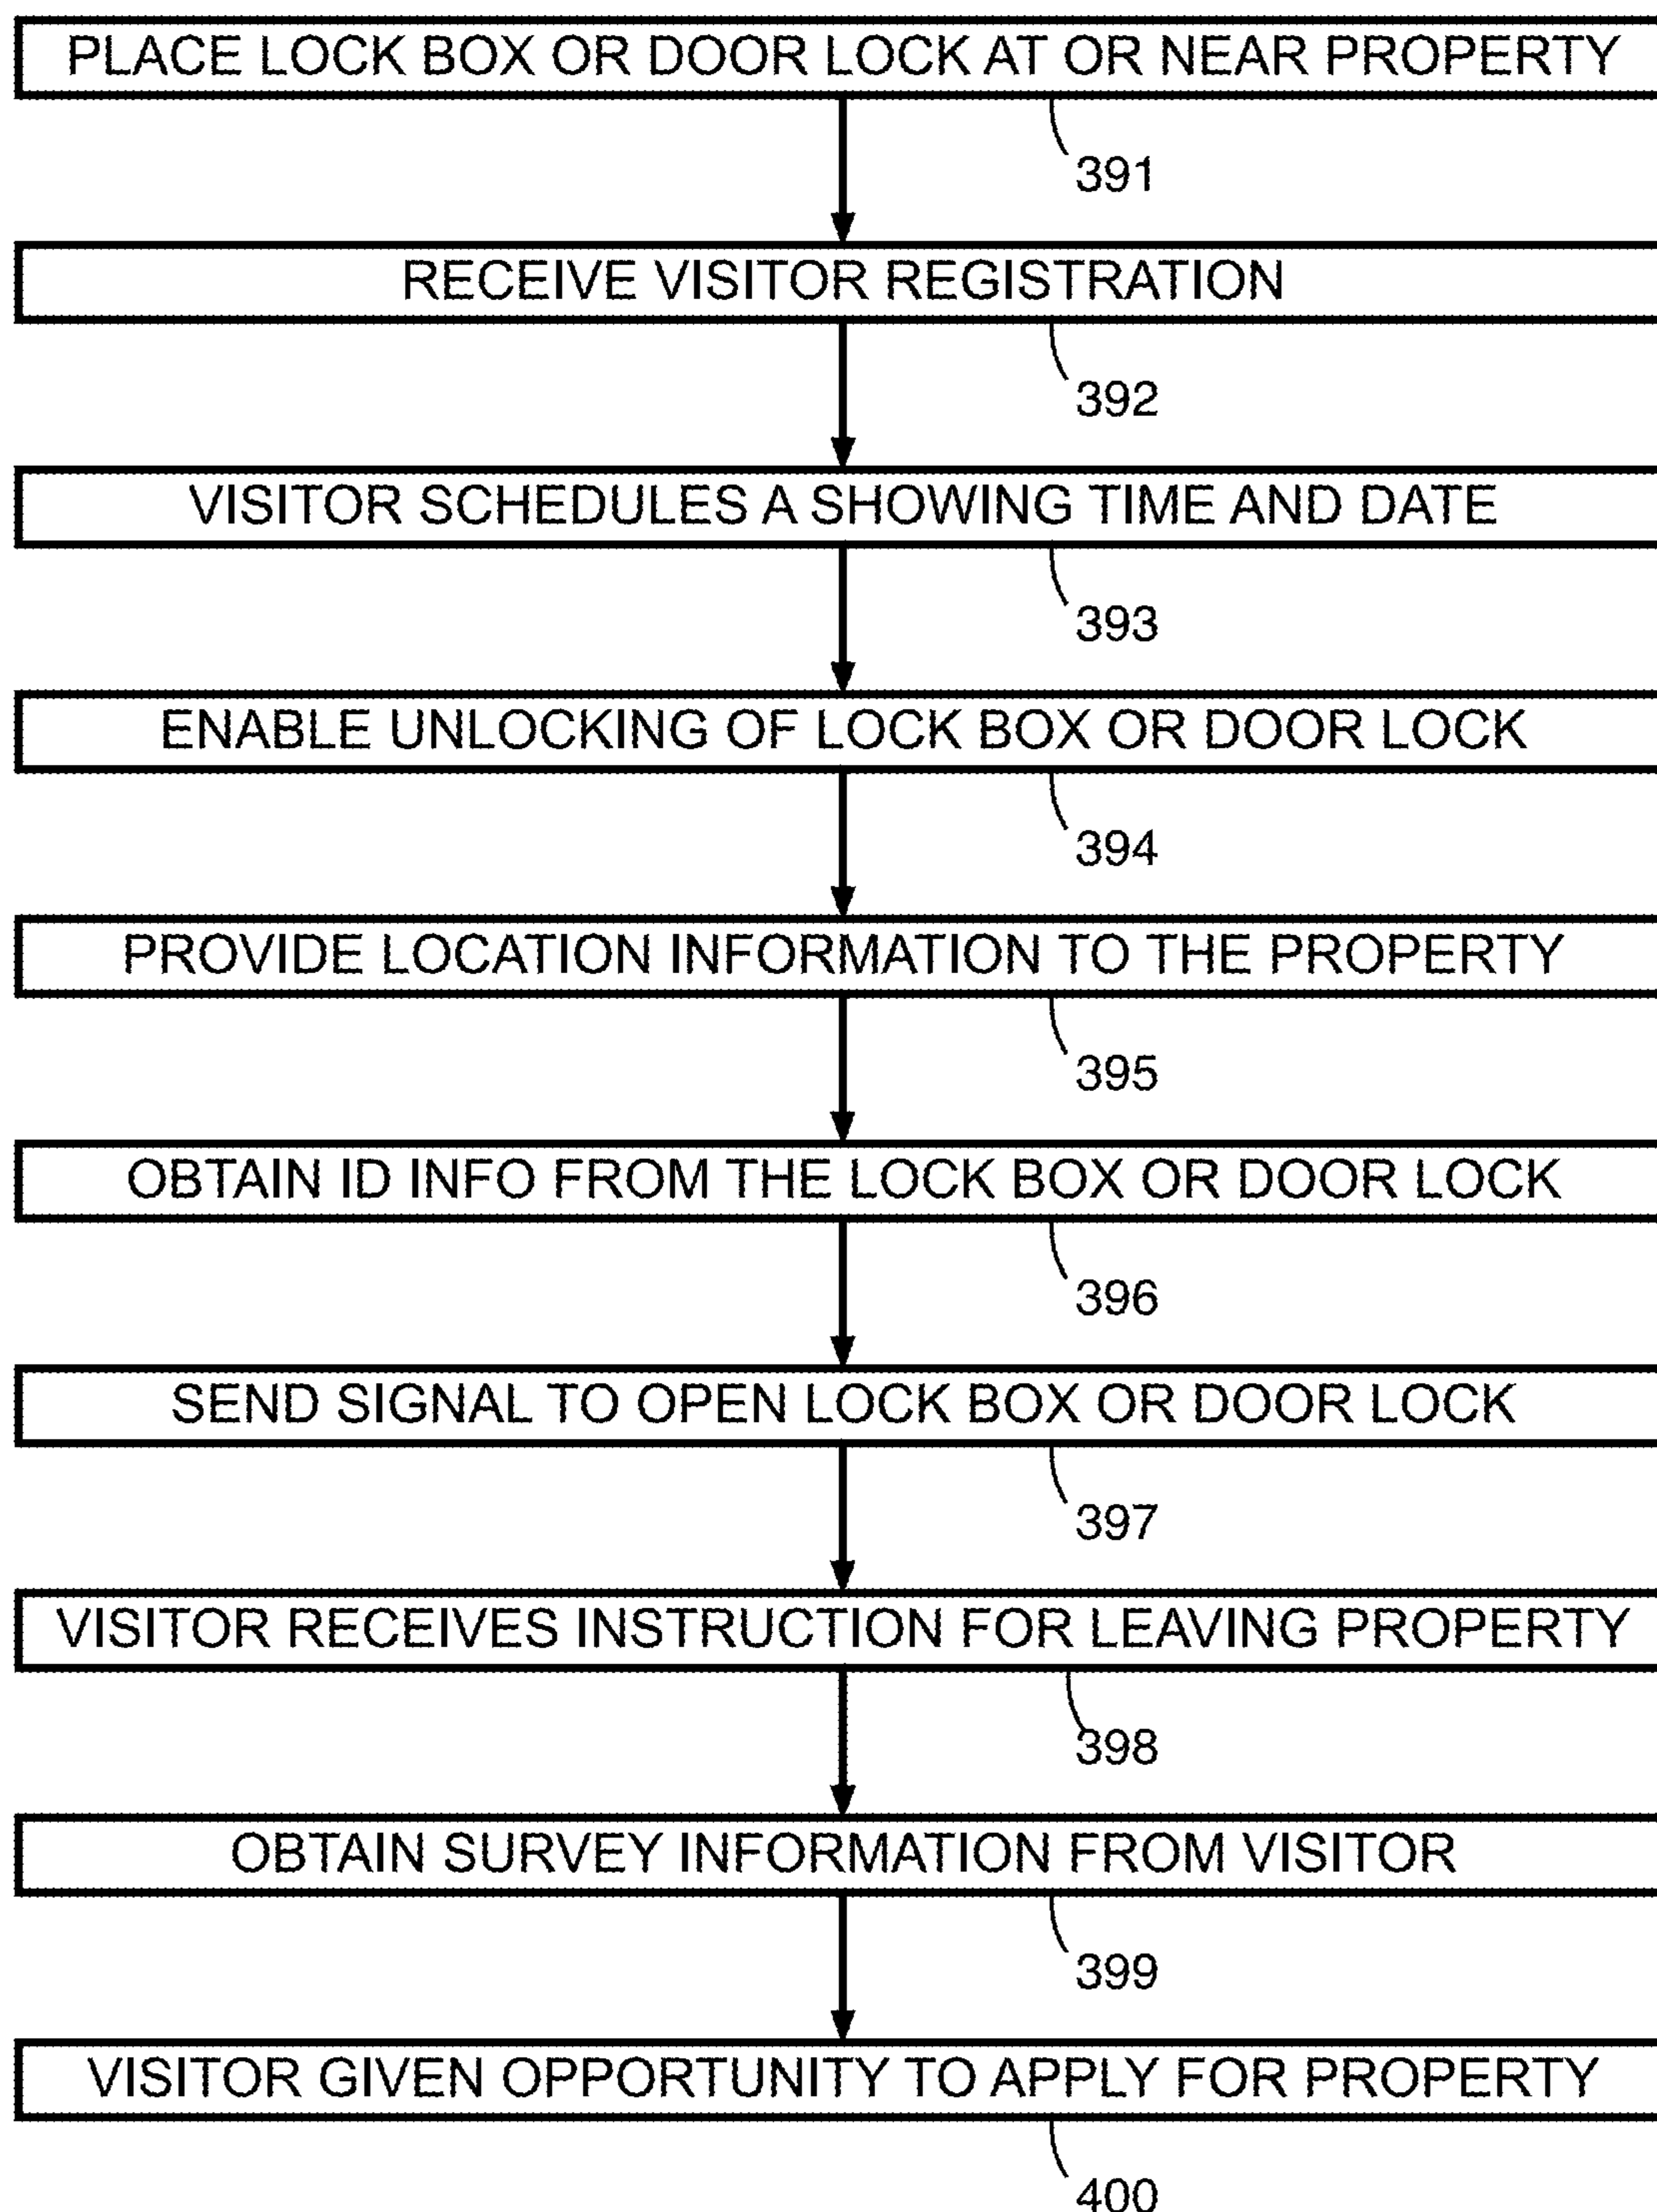 PLACE LOCK BOX OR DOOR LOCK AT OR NEAR PROPERTY
391
RECEIVE VISITOR REGISTRATION
392
VISITOR SCHEDULES A SHOWING TIME AND DATE
393
ENABLE UNLOCKING OF LOCK BOX OR DOOR LOCK
394
PROVIDE LOCATION INFORMATION TO THE PROPERTY
395
OBTAIN ID INFO FROM THE LOCK BOX OR DOOR LOCK
396
SEND SIGNAL TO OPEN LOCK BOX OR DOOR LOCK
397
VISITOR RECEIVES INSTRUCTION FOR LEAVING PROPERTY
398
OBTAIN SURVEY INFORMATION FROM VISITOR
399
VISITOR GIVEN OPPORTUNITY TO APPLY FOR PROPERTY
400